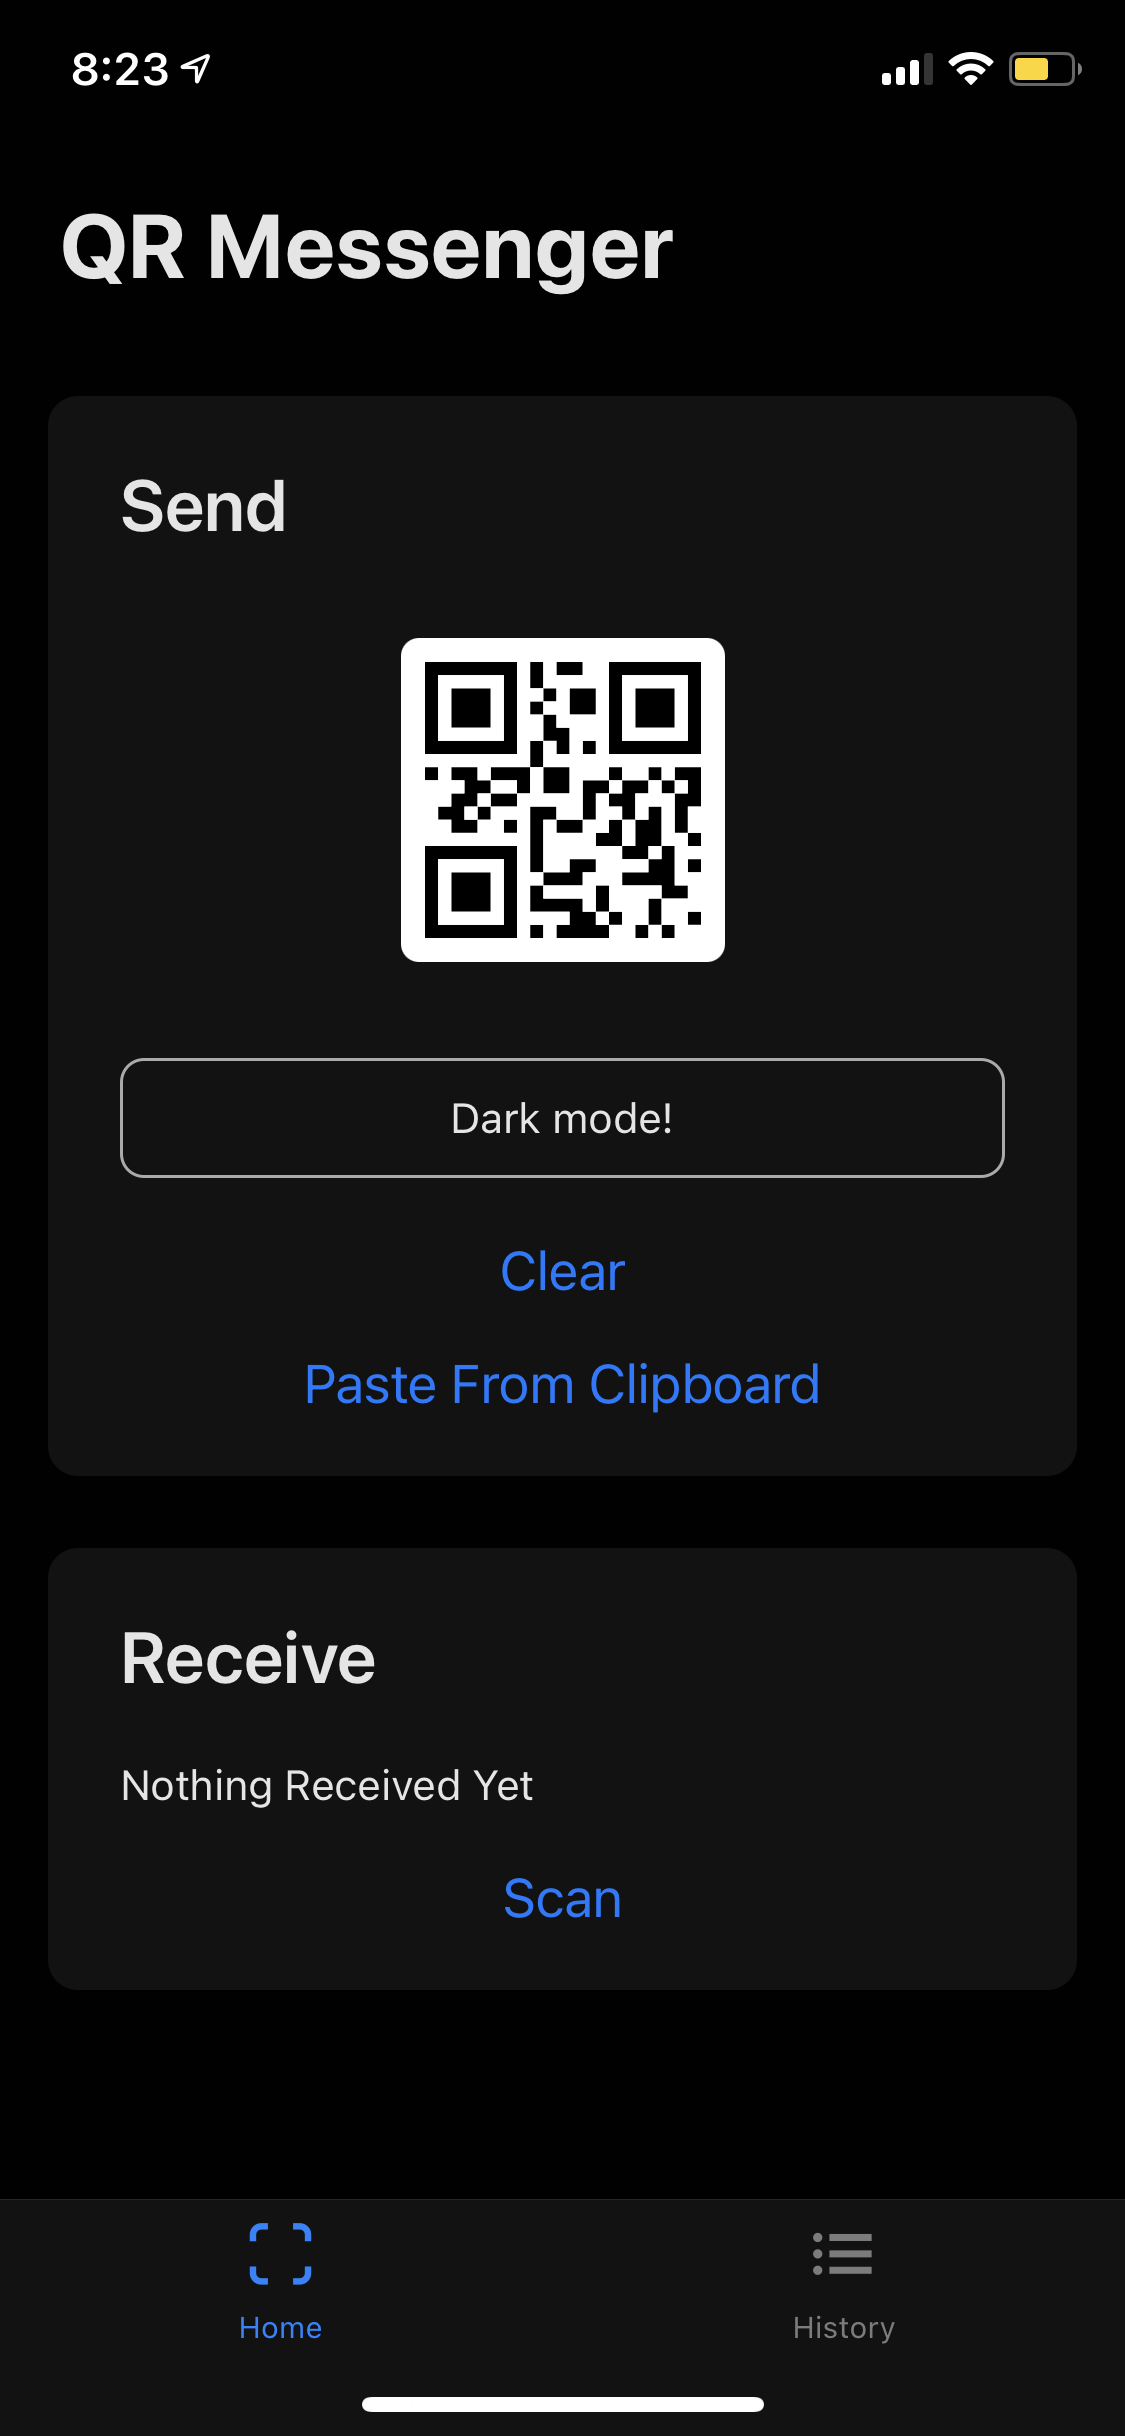 8:23
QR Messenger
Send
Dark mode!
Clear
Paste From Clipboard
Receive
Nothing Received Yet
Scan
Home
History